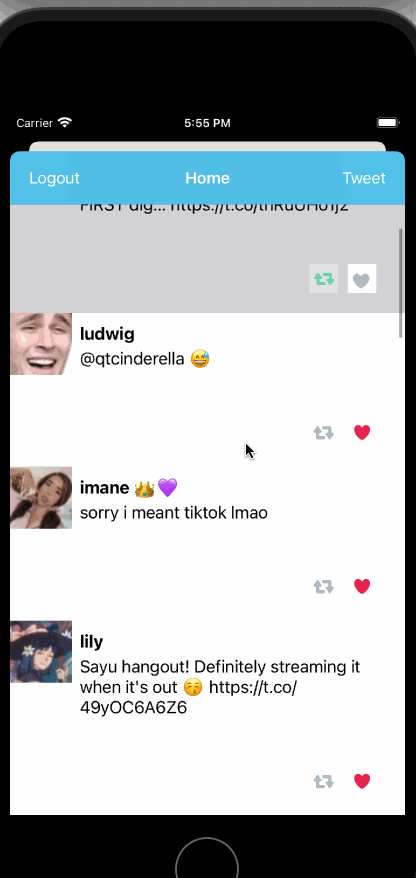 Carrier 5:55 PM
Logout Home Tweet
FIRST dig... https://t.co/
ludwig
@qtcinderella 😅
imane 👑💜
sorry i meant tiktok lmao
lily
Sayu hangout! Definitely streaming it
when it's out 😚 https://t.co/
49yOC6A6Z6